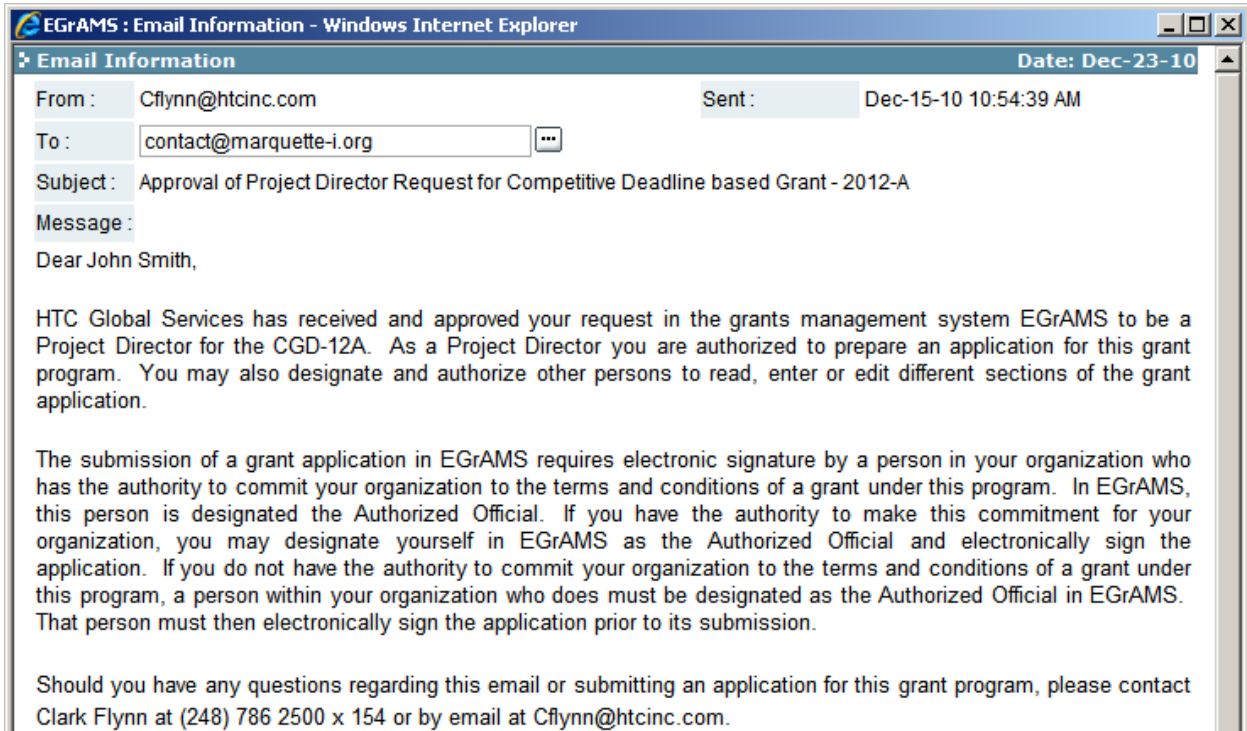 EGrAMS : Email Information - Windows Internet Explorer
Email Information Date: Dec-23-10
From : Cflynn@htcinc.com Sent : Dec-15-10 10:54:39 AM
To : contact@marquette-i.org ...
Subject : Approval of Project Director Request for Competitive Deadline based Grant - 2012-A
Message :
Dear John Smith,
HTC Global Services has received and approved your request in the grants management system EGrAMS to be a
Project Director for the CGD-12A. As a Project Director you are authorized to prepare an application for this grant
program. You may also designate and authorize other persons to read, enter or edit different sections of the grant
application.
The submission of a grant application in EGrAMS requires electronic signature by a person in your organization who
has the authority to commit your organization to the terms and conditions of a grant under this program. In EGrAMS,
this person is designated the Authorized Official. If you have the authority to make this commitment for your
organization, you may designate yourself in EGrAMS as the Authorized Official and electronically sign the
application. If you do not have the authority to commit your organization to the terms and conditions of a grant under
this program, a person within your organization who does must be designated as the Authorized Official in EGrAMS.
That person must then electronically sign the application prior to its submission.
Should you have any questions regarding this email or submitting an application for this grant program, please contact
Clark Flynn at (248) 786 2500 x 154 or by email at Cflynn@htcinc.com.